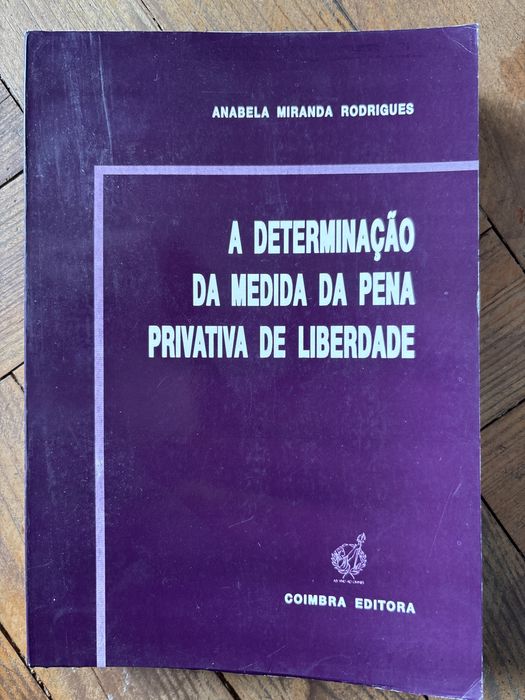 ANABELA MIRANDA RODRIGUES
A DETERMINAÇÃO
DA MEDIDA DA PENA
PRIVATIVA DE LIBERDADE
COIMBRA EDITORA